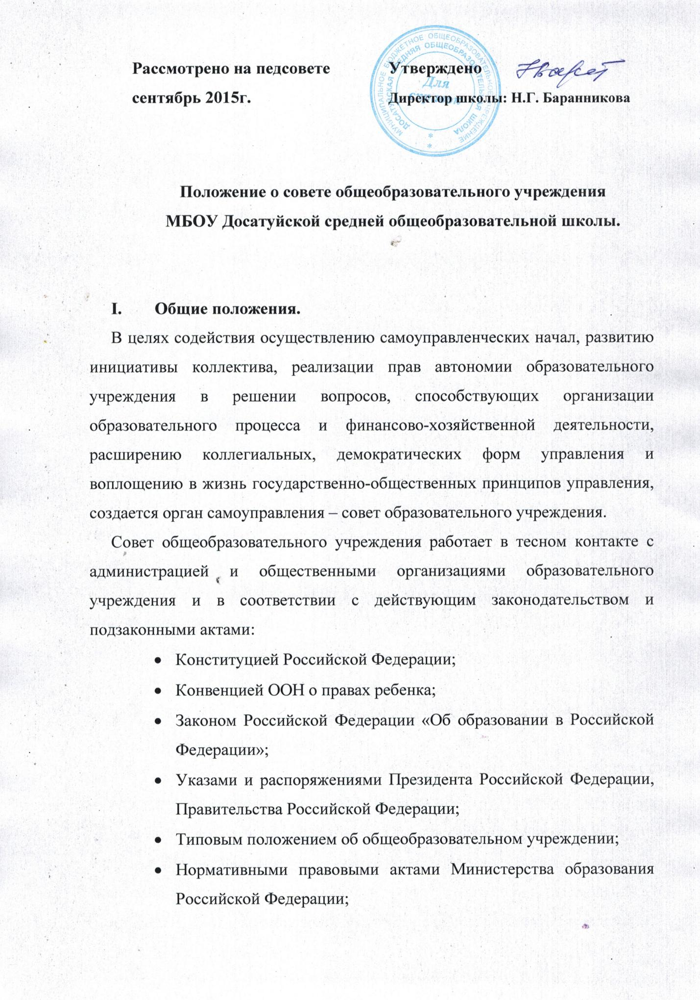 Рассмотрено на педсовете
Утверждено
сентябрь 2015г.
Директор школы: Н.Г. Баранникова
МУНИЦИПАЛЬНОЕ БЮДЖЕТНОЕ ОБЩЕОБРАЗОВАТЕЛЬНОЕ УЧРЕЖДЕНИЕ
ДОСАТУЙСКАЯ СРЕДНЯЯ ОБЩЕОБРАЗОВАТЕЛЬНАЯ ШКОЛА
Для
Положение о совете общеобразовательного учреждения
МБОУ Досатуйской средней общеобразовательной школы.
I. Общие положения.
В целях содействия осуществлению самоуправленческих начал, развитию
инициативы коллектива, реализации прав автономии образовательного
учреждения в решении вопросов, способствующих организации
образовательного процесса и финансово-хозяйственной деятельности,
расширению коллегиальных, демократических форм управления и
воплощению в жизнь государственно-общественных принципов управления,
создается орган самоуправления – совет образовательного учреждения.
Совет общеобразовательного учреждения работает в тесном контакте с
администрацией и общественными организациями образовательного
учреждения и в соответствии с действующим законодательством и
подзаконными актами:
• Конституцией Российской Федерации;
• Конвенцией ООН о правах ребенка;
• Законом Российской Федерации «Об образовании в Российской
Федерации»;
• Указами и распоряжениями Президента Российской Федерации,
Правительства Российской Федерации;
• Типовым положением об общеобразовательном учреждении;
• Нормативными правовыми актами Министерства образования
Российской Федерации;